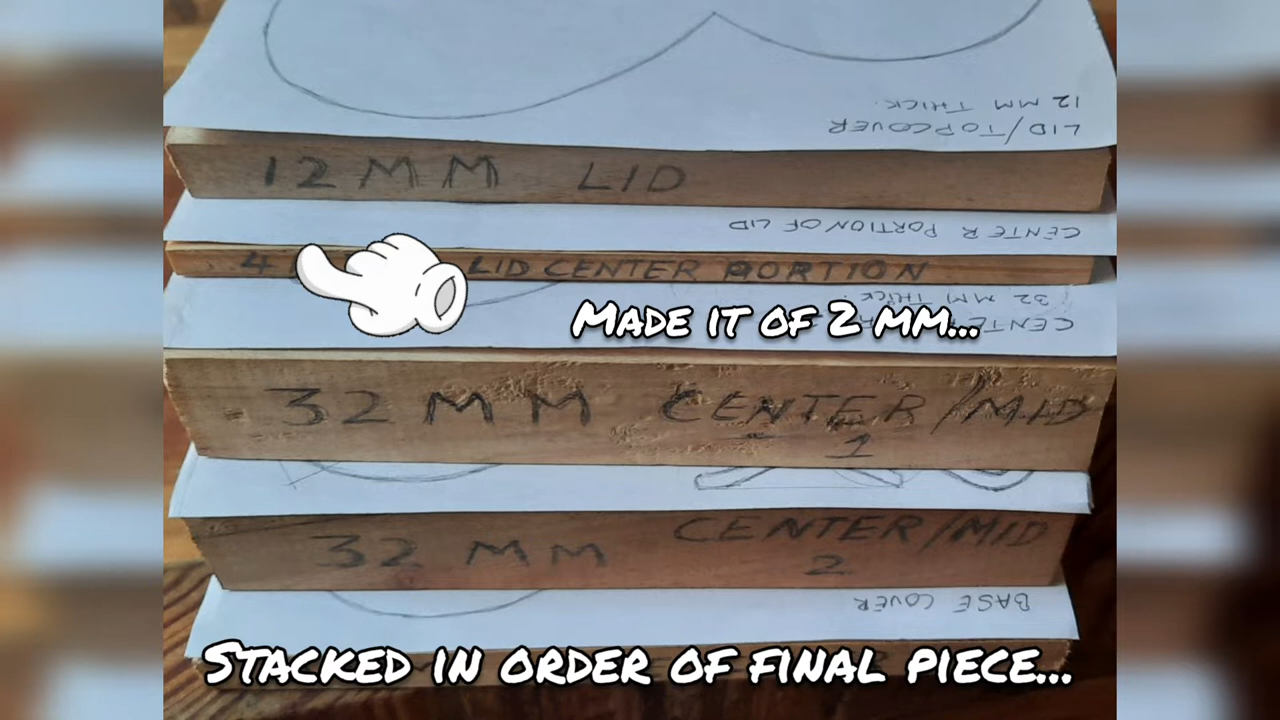 12 MM THICK.
LID/TOPCOVER
12 MM LID
CENTER PORTION OF LID
4 LID CENTER PORTION
32 MM THICK.
MADE IT OF 2 MM...
CENTER
32 MM CENTER/MID
1
CENTER/MID
32 MM 2
BASE COVER
STACKED IN ORDER OF FINAL PIECE...